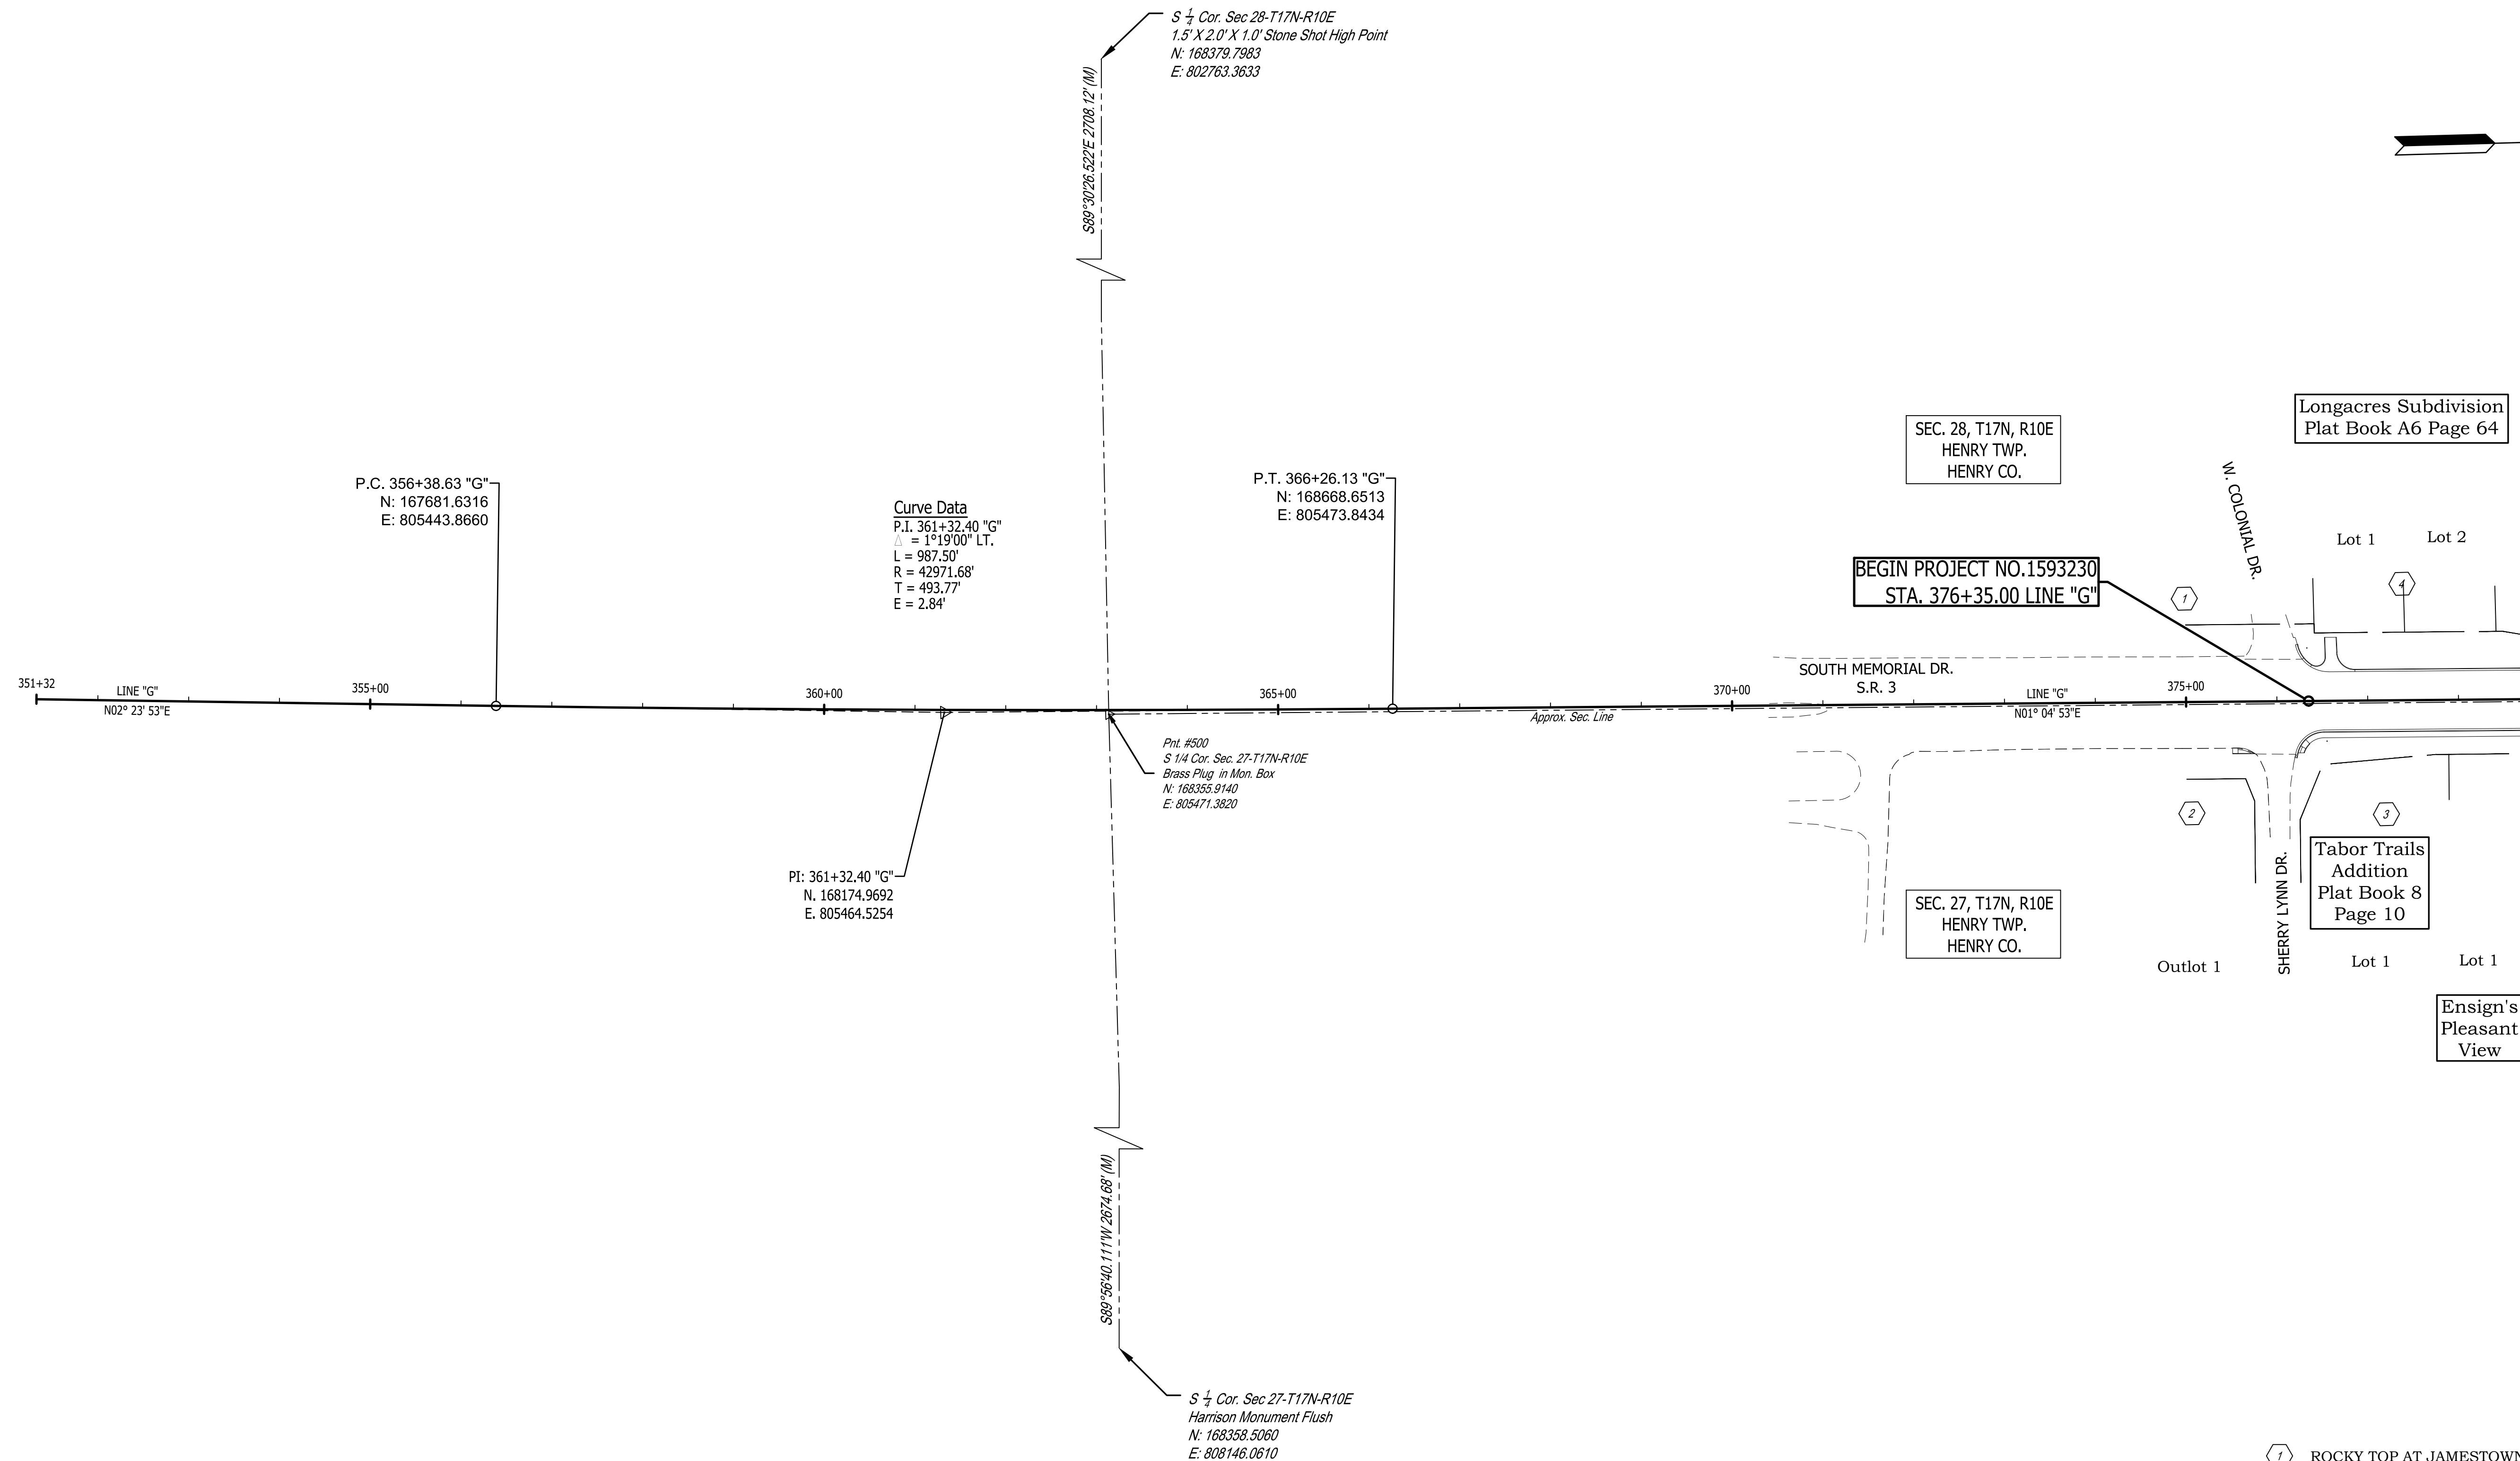 S 1/4 Cor. Sec 28-T17N-R10E
1.5' X 2.0' X 1.0' Stone Shot High Point
N: 168379.7983
E: 802763.3633
S89°30'26.522"E 2708.12' (M)
Longacres Subdivision
Plat Book A6 Page 64
SEC. 28, T17N, R10E
HENRY TWP.
HENRY CO.
W. COLONIAL DR.
P.C. 356+38.63 "G"
N: 167681.6316
E: 805443.8660
Curve Data
P.I. 361+32.40 "G"
Δ = 1°19'00" LT.
L = 987.50'
R = 42971.68'
T = 493.77'
E = 2.84'
P.T. 366+26.13 "G"
N: 168668.6513
E: 805473.8434
Lot 1
Lot 2
BEGIN PROJECT NO.1593230
STA. 376+35.00 LINE "G"
1
4
SOUTH MEMORIAL DR.
S.R. 3
351+32
LINE "G"
N02° 23' 53"E
355+00
360+00
365+00
370+00
375+00
Approx. Sec. Line
LINE "G"
N01° 04' 53"E
Pnt. #500
S 1/4 Cor. Sec. 27-T17N-R10E
Brass Plug in Mon. Box
N: 168355.9140
E: 805471.3820
PI: 361+32.40 "G"
N. 168174.9692
E. 805464.5254
2
3
SEC. 27, T17N, R10E
HENRY TWP.
HENRY CO.
SHERRY LYNN DR.
Tabor Trails
Addition
Plat Book 8
Page 10
Outlot 1
Lot 1
Lot 1
Ensign's
Pleasant
View
S89°56'40.111"W 2674.68' (M)
S 1/4 Cor. Sec 27-T17N-R10E
Harrison Monument Flush
N: 168358.5060
E: 808146.0610
1 ROCKY TOP AT JAMESTOWN